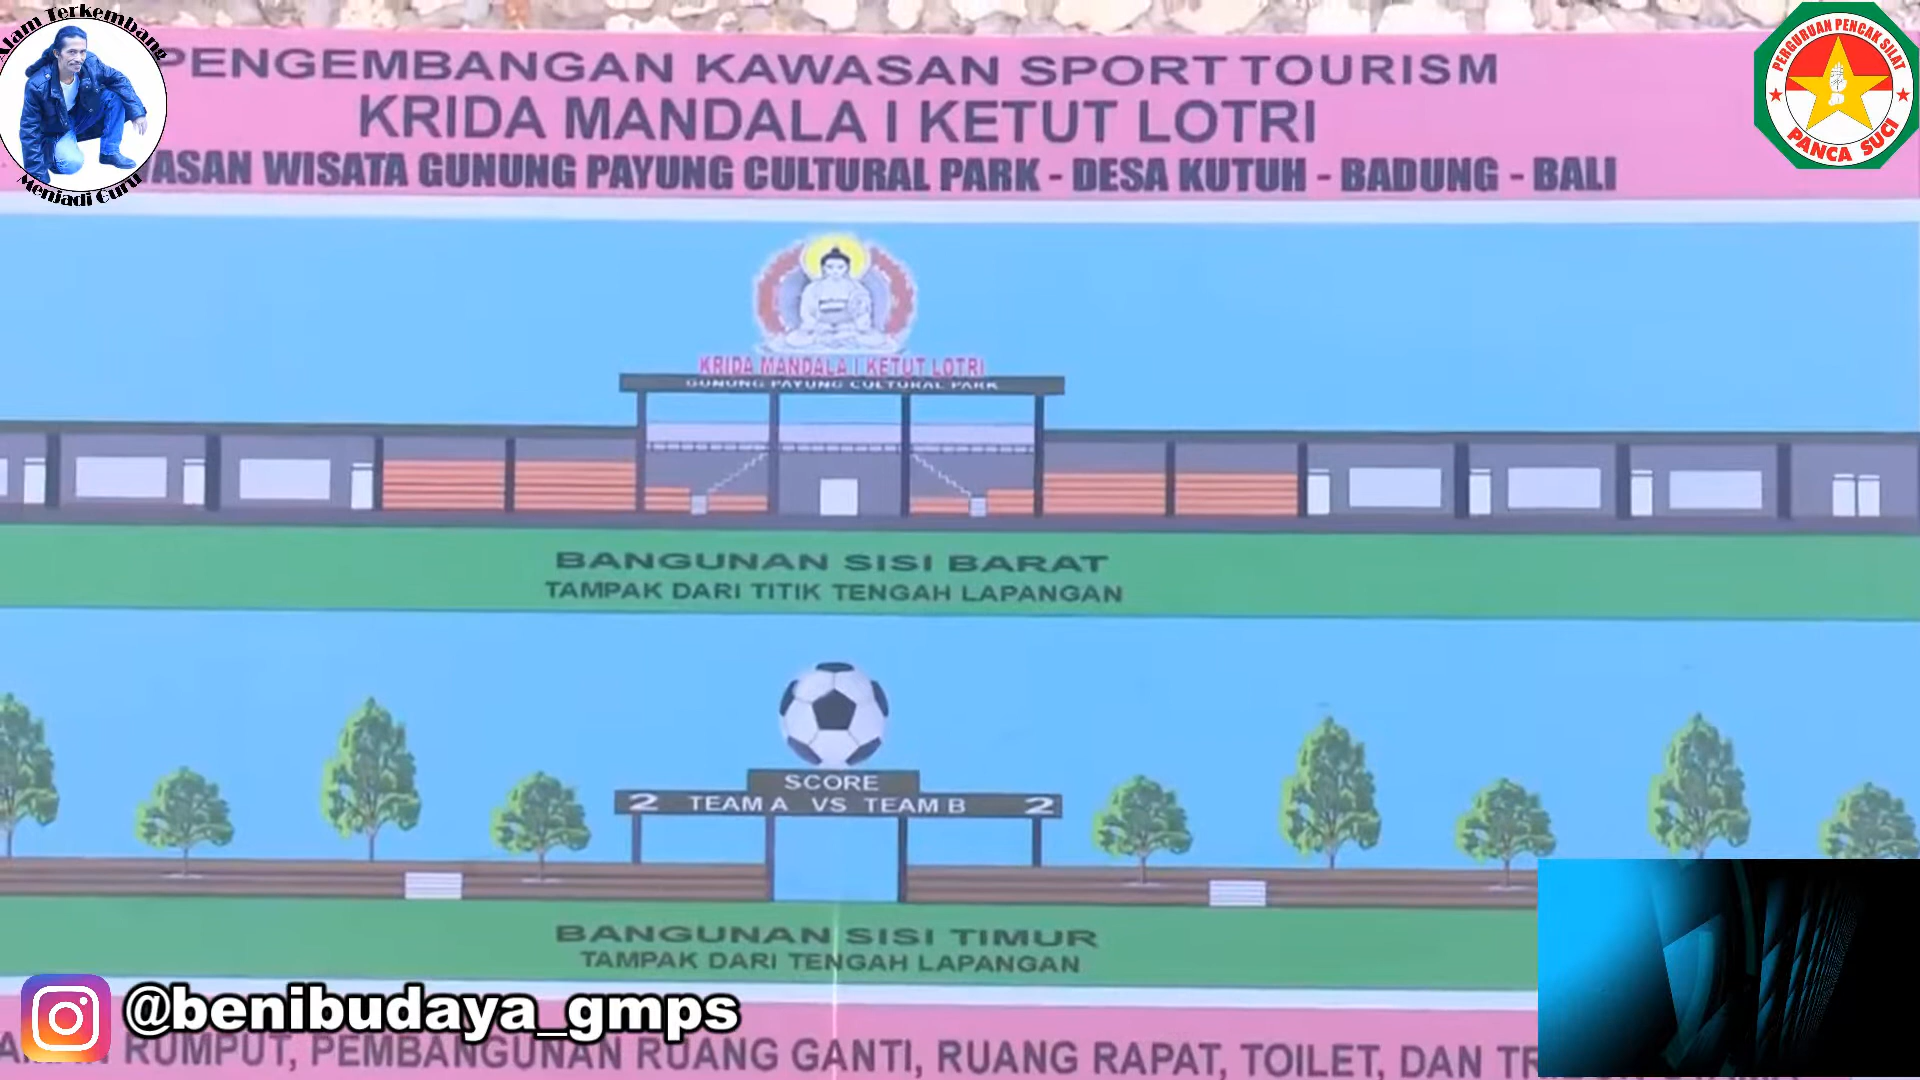 Alam Terkembang
Menjadi Guru
PERGURUAN PENCAK SILAT
PANCA SUCI
PENGEMBANGAN KAWASAN SPORT TOURISM
KRIDA MANDALA I KETUT LOTRI
WISATA GUNUNG PAYUNG CULTURAL PARK - DESA KUTUH - BADUNG - BALI
KRIDA MANDALA I KETUT LOTRI
GUNUNG PAYUNG CULTURAL PARK
BANGUNAN SISI BARAT
TAMPAK DARI TITIK TENGAH LAPANGAN
SCORE
2 TEAM A VS TEAM B 2
BANGUNAN SISI TIMUR
TAMPAK DARI TENGAH LAPANGAN
@benibudaya_gmps
RUMPUT, PEMBANGUNAN RUANG GANTI, RUANG RAPAT, TOILET, DAN